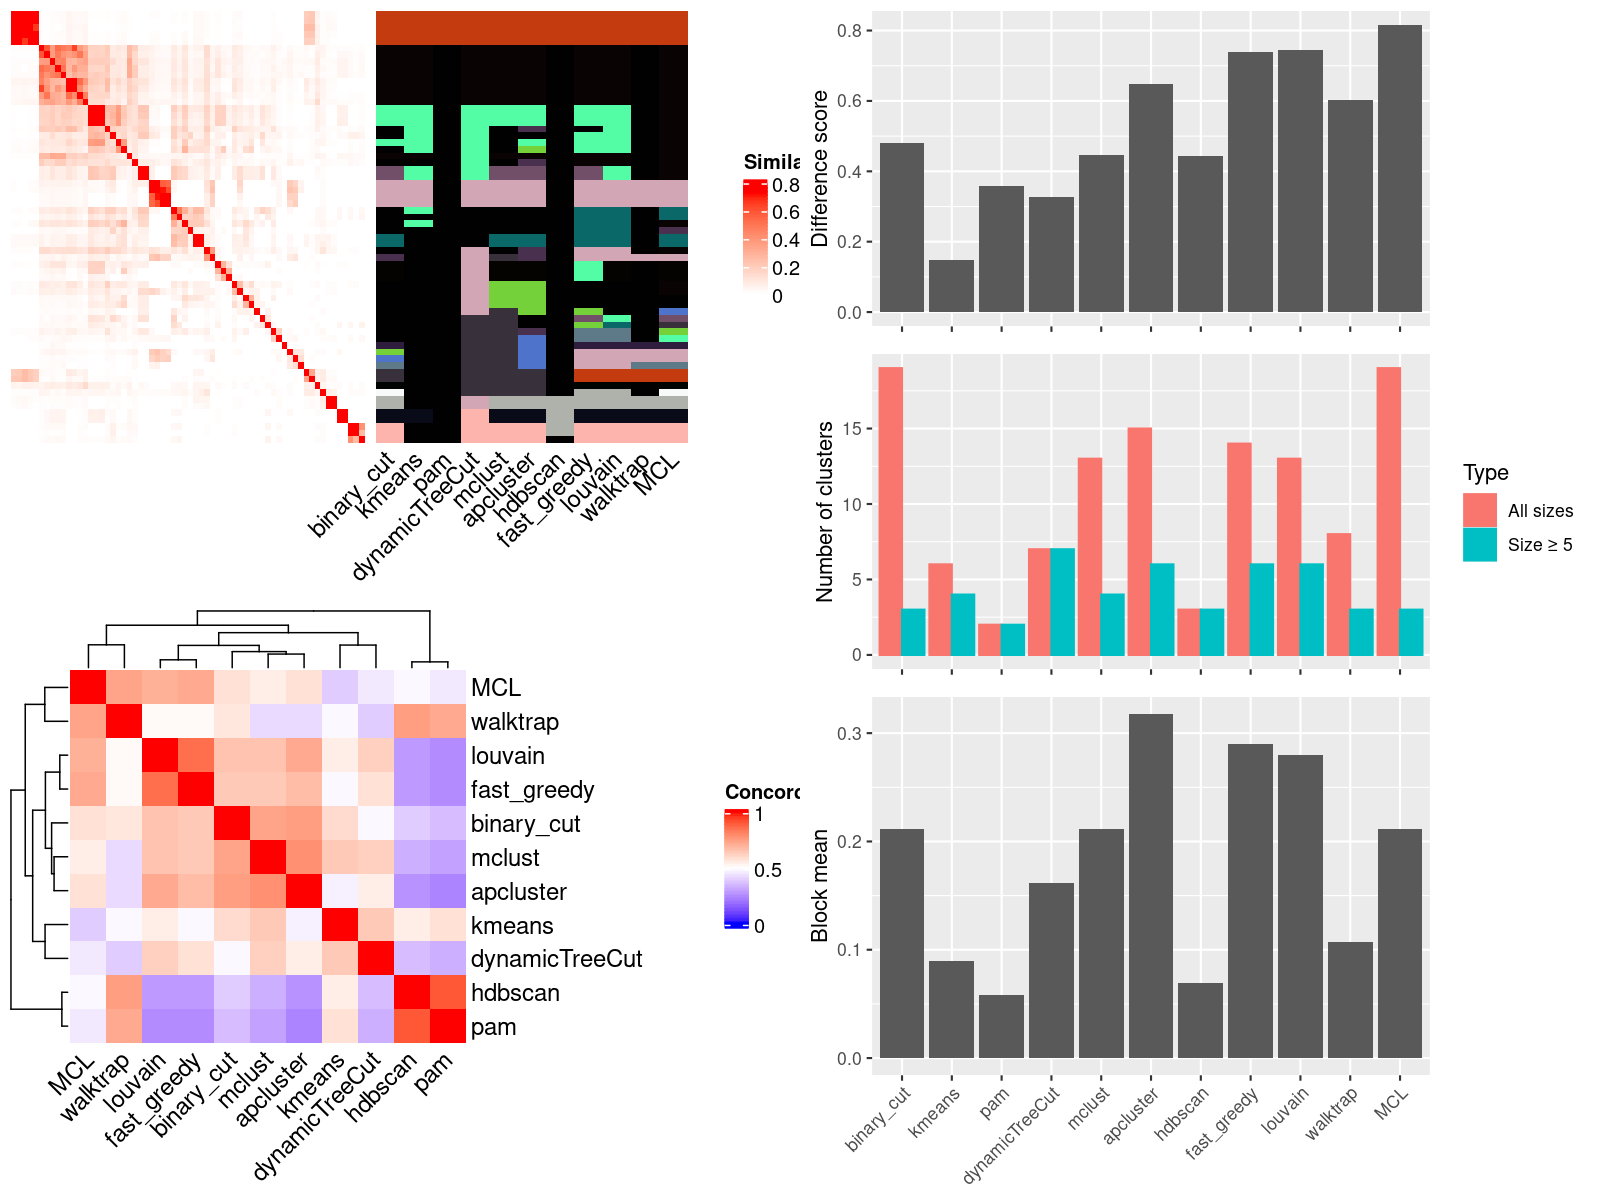 Simila
0.8
0.6
0.4
0.2
0
binary_cut
kmeans
pam
dynamicTreeCut
mclust
apcluster
hdbscan
fast_greedy
louvain
walktrap
MCL
Difference score
0.8
0.6
0.4
0.2
0.0
Number of clusters
15
10
5
0
Type
All sizes
Size ≥ 5
MCL
walktrap
louvain
fast_greedy
binary_cut
mclust
apcluster
kmeans
dynamicTreeCut
hdbscan
pam
MCL
walktrap
louvain
fast_greedy
binary_cut
mclust
apcluster
kmeans
dynamicTreeCut
hdbscan
pam
Concord
1
0.5
0
Block mean
0.3
0.2
0.1
0.0
binary_cut
kmeans
pam
dynamicTreeCut
mclust
apcluster
hdbscan
fast_greedy
louvain
walktrap
MCL